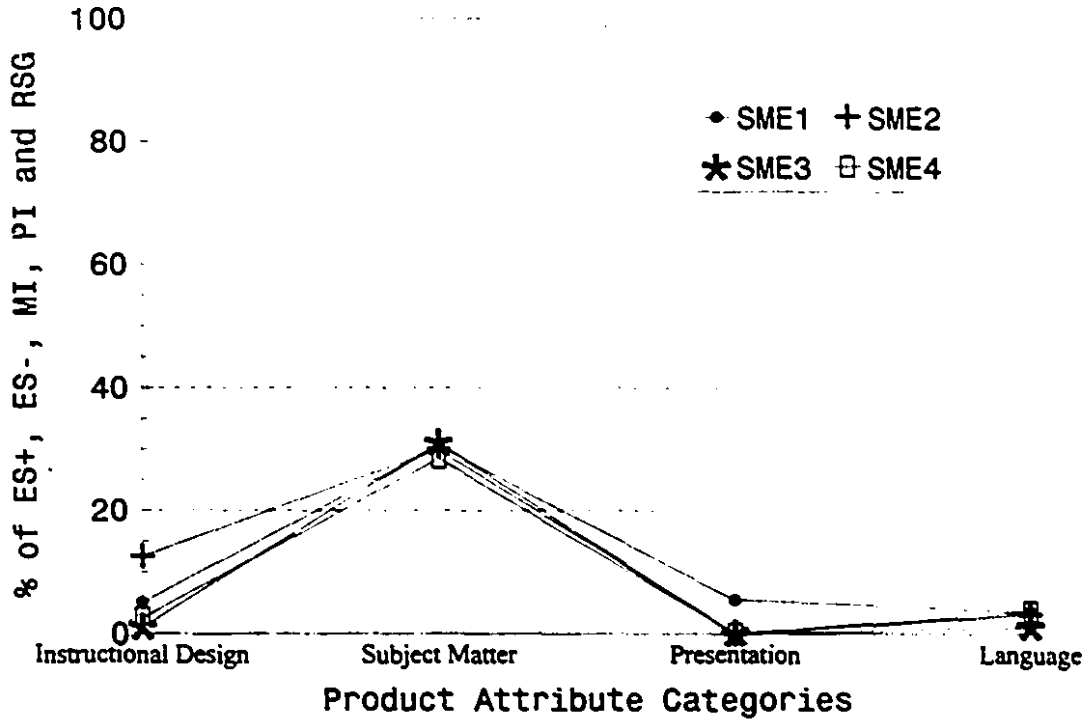 100
80
60
40
20
0
% of ES+, ES-, MI, PI and RSG
SME1 SME2
SME3 SME4
Instructional Design Subject Matter Presentation Language
Product Attribute Categories